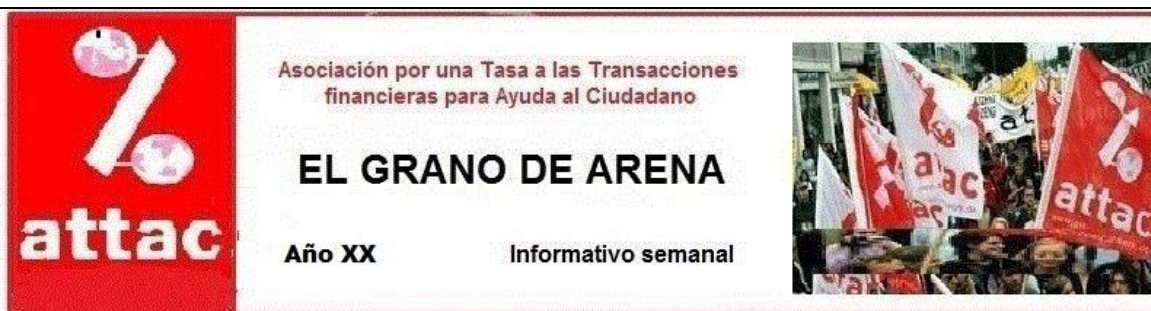 attac
Asociación por una Tasa a las Transacciones
financieras para Ayuda al Ciudadano
EL GRANO DE ARENA
Año XX
Informativo semanal
attac
attac